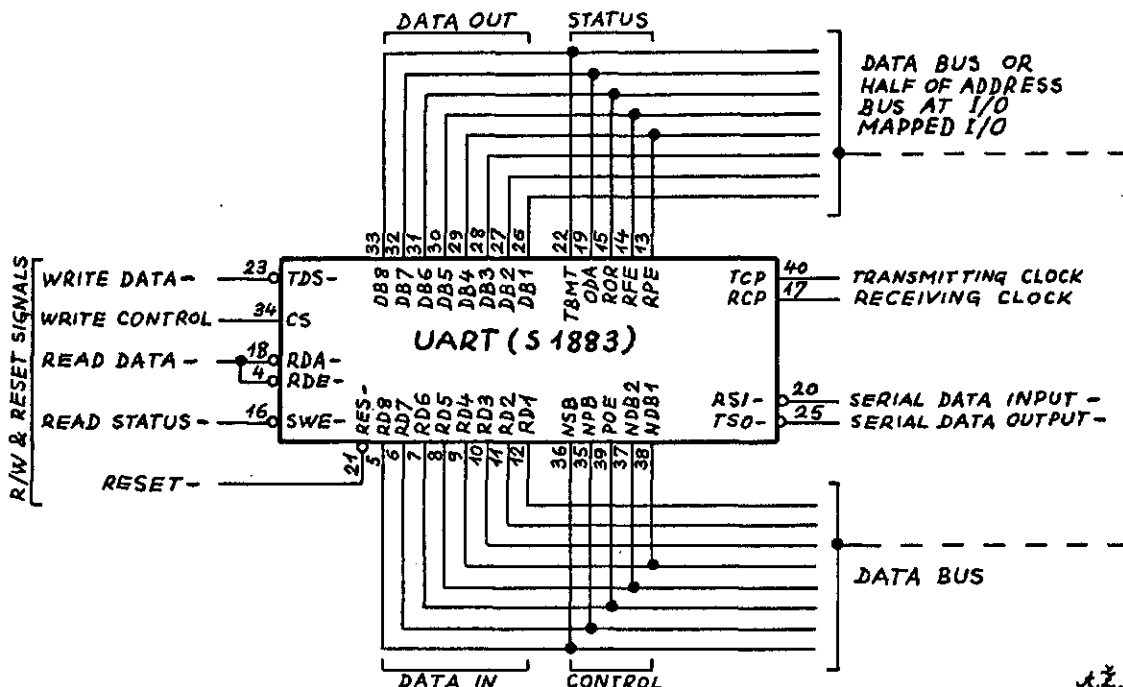 DATA OUT
STATUS
DATA BUS OR
HALF OF ADDRESS
BUS AT I/O
MAPPED I/O
33 32 31 30 29 28 27 26
22 19 15 14 13
DB8 DB7 DB6 DB5 DB4 DB3 DB2 DB1
TBMT ODA ROR RFE RPE
R/W & RESET SIGNALS
WRITE DATA- 23 TDS-
WRITE CONTROL 34 CS
READ DATA- 18 RDA-
4 RDE-
READ STATUS- 16 SWE-
RESET- 21 RES-
UART (S1883)
TCP 40 TRANSMITTING CLOCK
RCP 17 RECEIVING CLOCK
RSI- 20 SERIAL DATA INPUT-
TSO- 25 SERIAL DATA OUTPUT-
RD8 RD7 RD6 RD5 RD4 RD3 RD2 RD1
NSB NPB POE NDB2 NDB1
5 6 7 8 9 10 11 12
36 35 39 37 38
DATA BUS
DATA IN
CONTROL